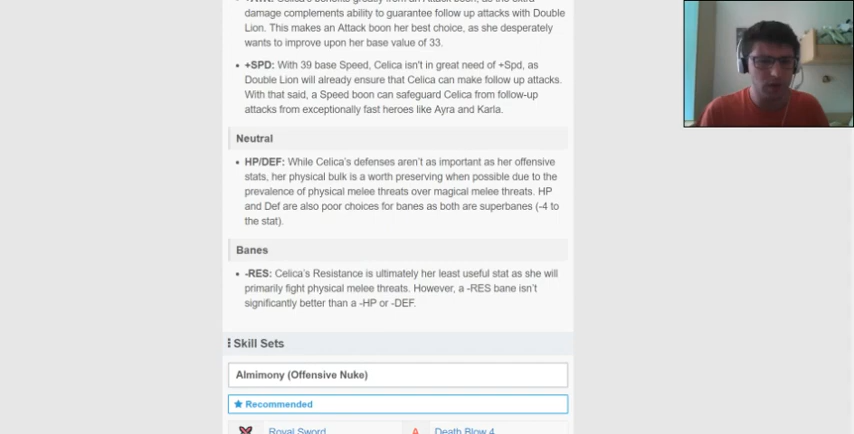 damage complements ability to guarantee follow up attacks with Double
Lion. This makes an Attack boon her best choice, as she desperately
wants to improve upon her base value of 33.
+SPD: With 39 base Speed, Celica isn't in great need of +Spd, as
Double Lion will already ensure that Celica can make follow up attacks.
With that said, a Speed boon can safeguard Celica from follow-up
attacks from exceptionally fast heroes like Ayra and Karla.
Neutral
HP/DEF: While Celica's defenses aren't as important as her offensive
stats, her physical bulk is a worth preserving when possible due to the
prevalence of physical melee threats over magical melee threats. HP
and Def are also poor choices for banes as both are superbanes (-4 to
the stat).
Banes
-RES: Celica's Resistance is ultimately her least useful stat as she will
primarily fight physical melee threats. However, a -RES bane isn't
significantly better than a -HP or -DEF.
Skill Sets
Almimony (Offensive Nuke)
Recommended
Royal Sword A Death Blow 4